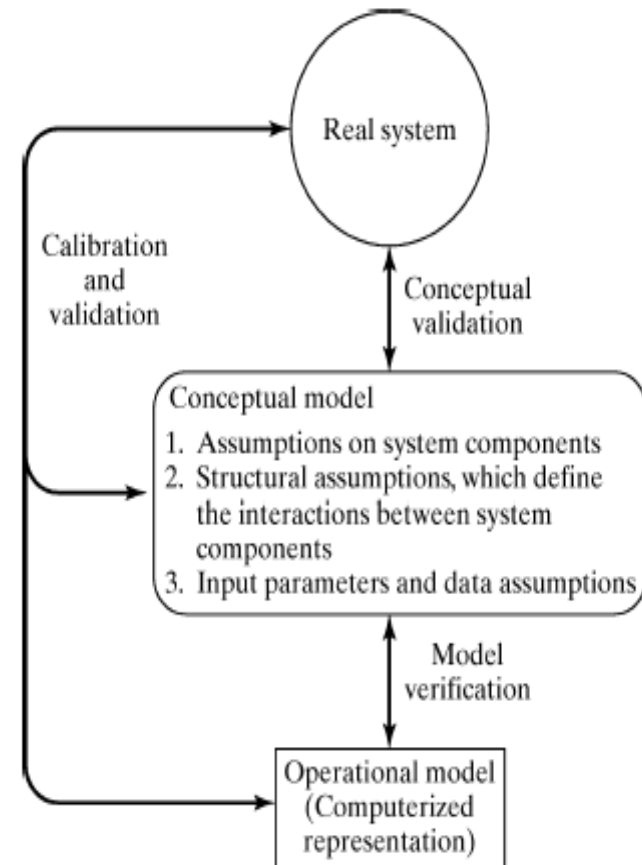 Real system
Calibration
and
validation
Conceptual
validation
Conceptual model
1. Assumptions on system components
2. Structural assumptions, which define
the interactions between system
components
3. Input parameters and data assumptions
Model
verification
Operational model
(Computerized
representation)